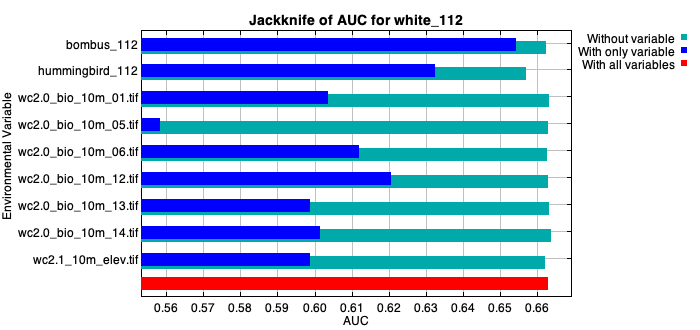 Jackknife of AUC for white_112
Without variable
With only variable
With all variables
Environmental Variable
bombus_112
hummingbird_112
wc2.0_bio_10m_01.tif
wc2.0_bio_10m_05.tif
wc2.0_bio_10m_06.tif
wc2.0_bio_10m_12.tif
wc2.0_bio_10m_13.tif
wc2.0_bio_10m_14.tif
wc2.1_10m_elev.tif
0.56 0.57 0.58 0.59 0.60 0.61 0.62 0.63 0.64 0.65 0.66
AUC